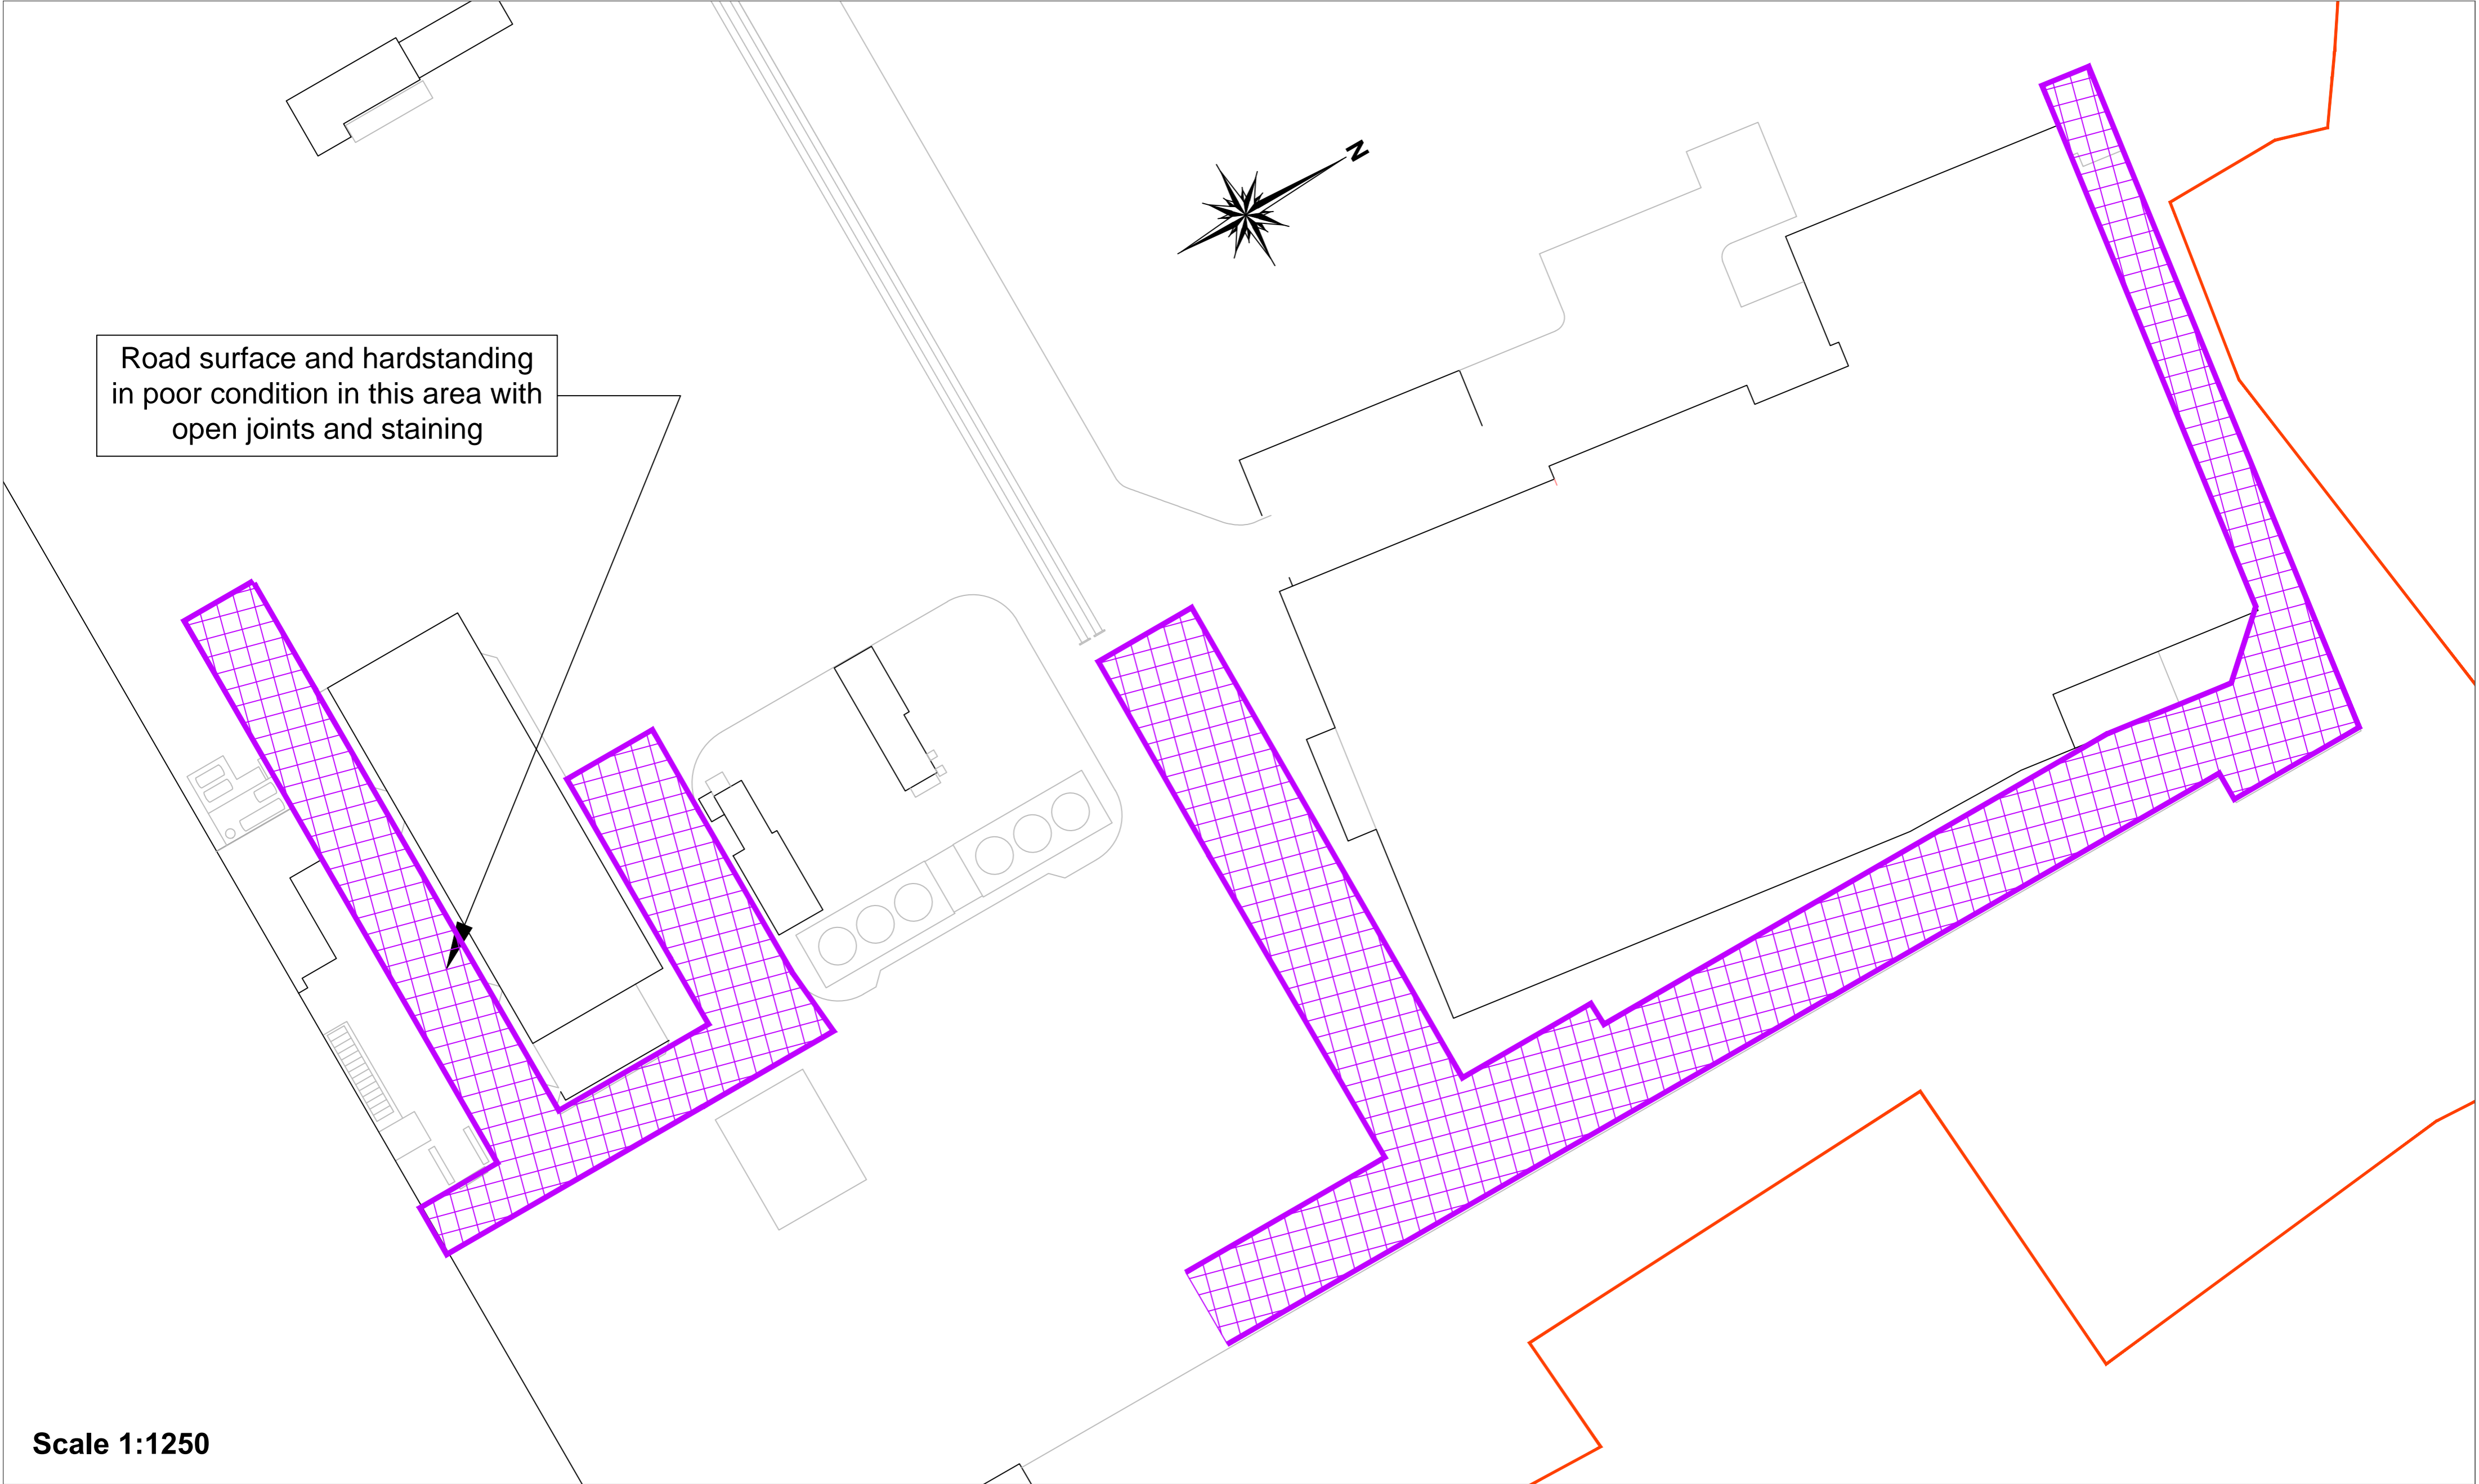 N
Road surface and hardstanding
in poor condition in this area with
open joints and staining
Scale 1:1250